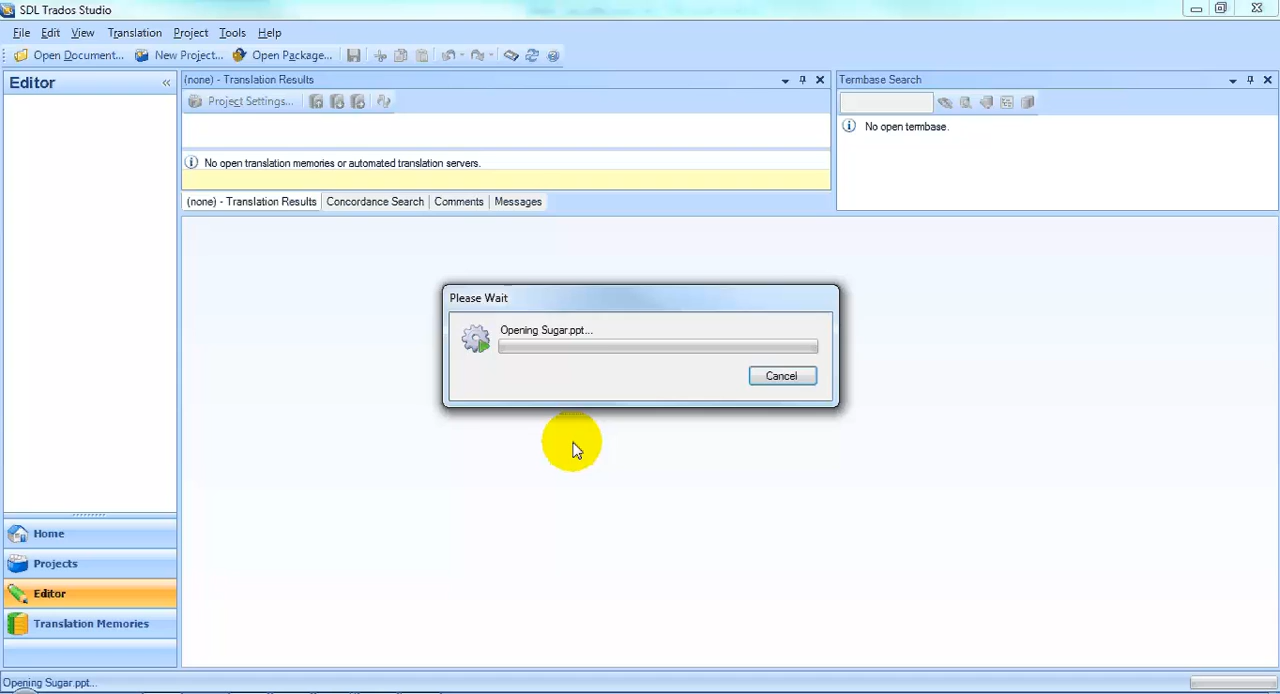 SDL Trados Studio
File Edit View Translation Project Tools Help
Open Document... New Project... Open Package...
Editor «
(none) - Translation Results
Termbase Search
Project Settings...
No open termbase.
No open translation memories or automated translation servers.
(none) - Translation Results Concordance Search Comments Messages
Please Wait
Opening Sugar.ppt...
Cancel
Home
Projects
Editor
Translation Memories
Opening Sugar.ppt...